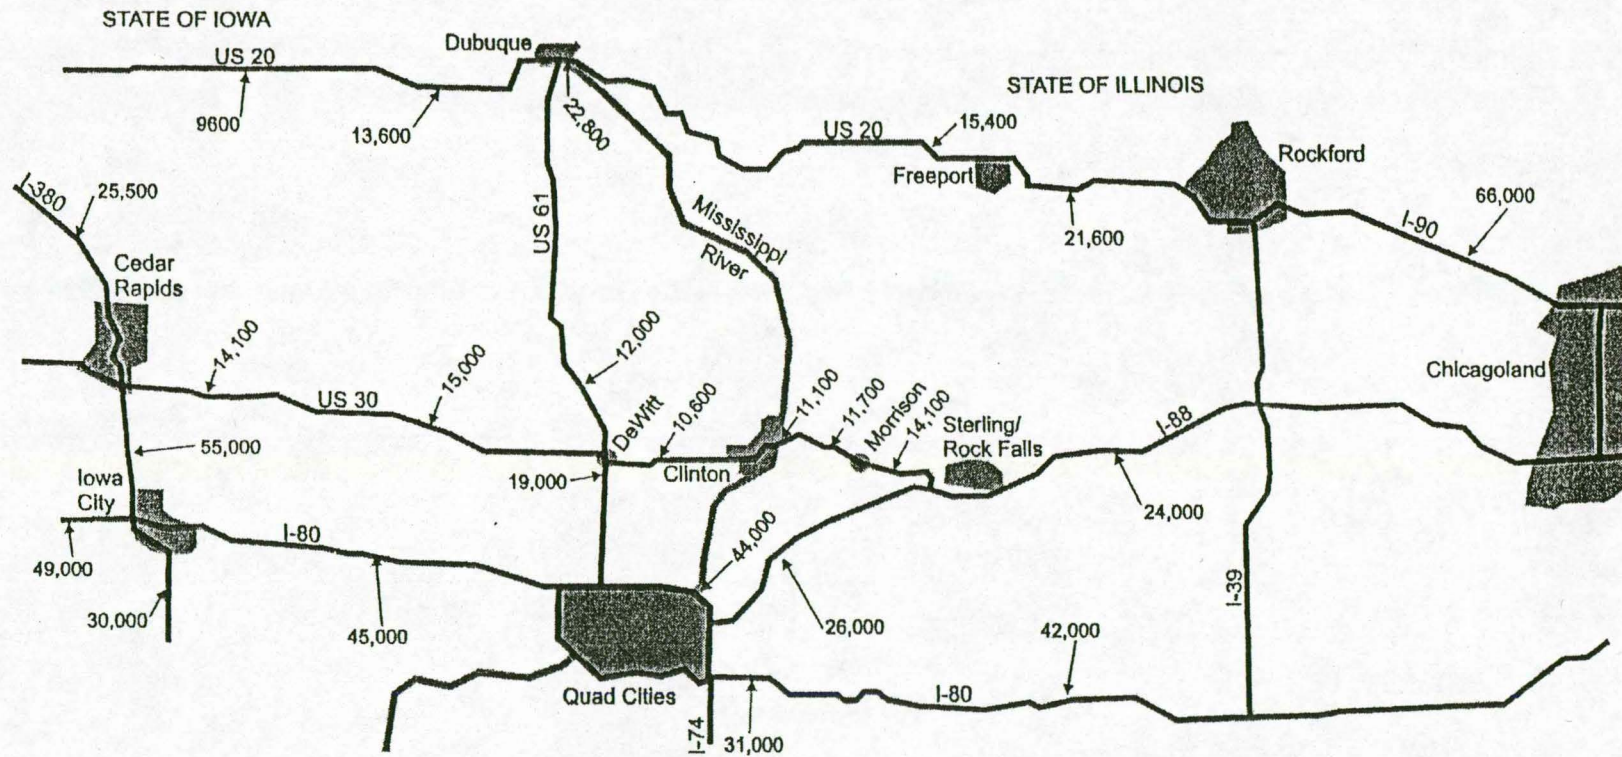 STATE OF IOWA
Dubuque
US 20
STATE OF ILLINOIS
9600
13,600
22,800
US 20
15,400
Rockford
Freeport
I-380
25,500
US 61
Mississippi
River
21,600
I-90
66,000
Cedar
Rapids
14,100
15,000
12,000
US 30
DeWitt
10,600
11,100
11,700
Morrison
14,100
Sterling/
Rock Falls
I-88
Chicagoland
55,000
Clinton
19,000
Iowa
City
I-80
44,000
24,000
49,000
30,000
45,000
26,000
42,000
I-39
Quad Cities
I-80
I-74
31,000